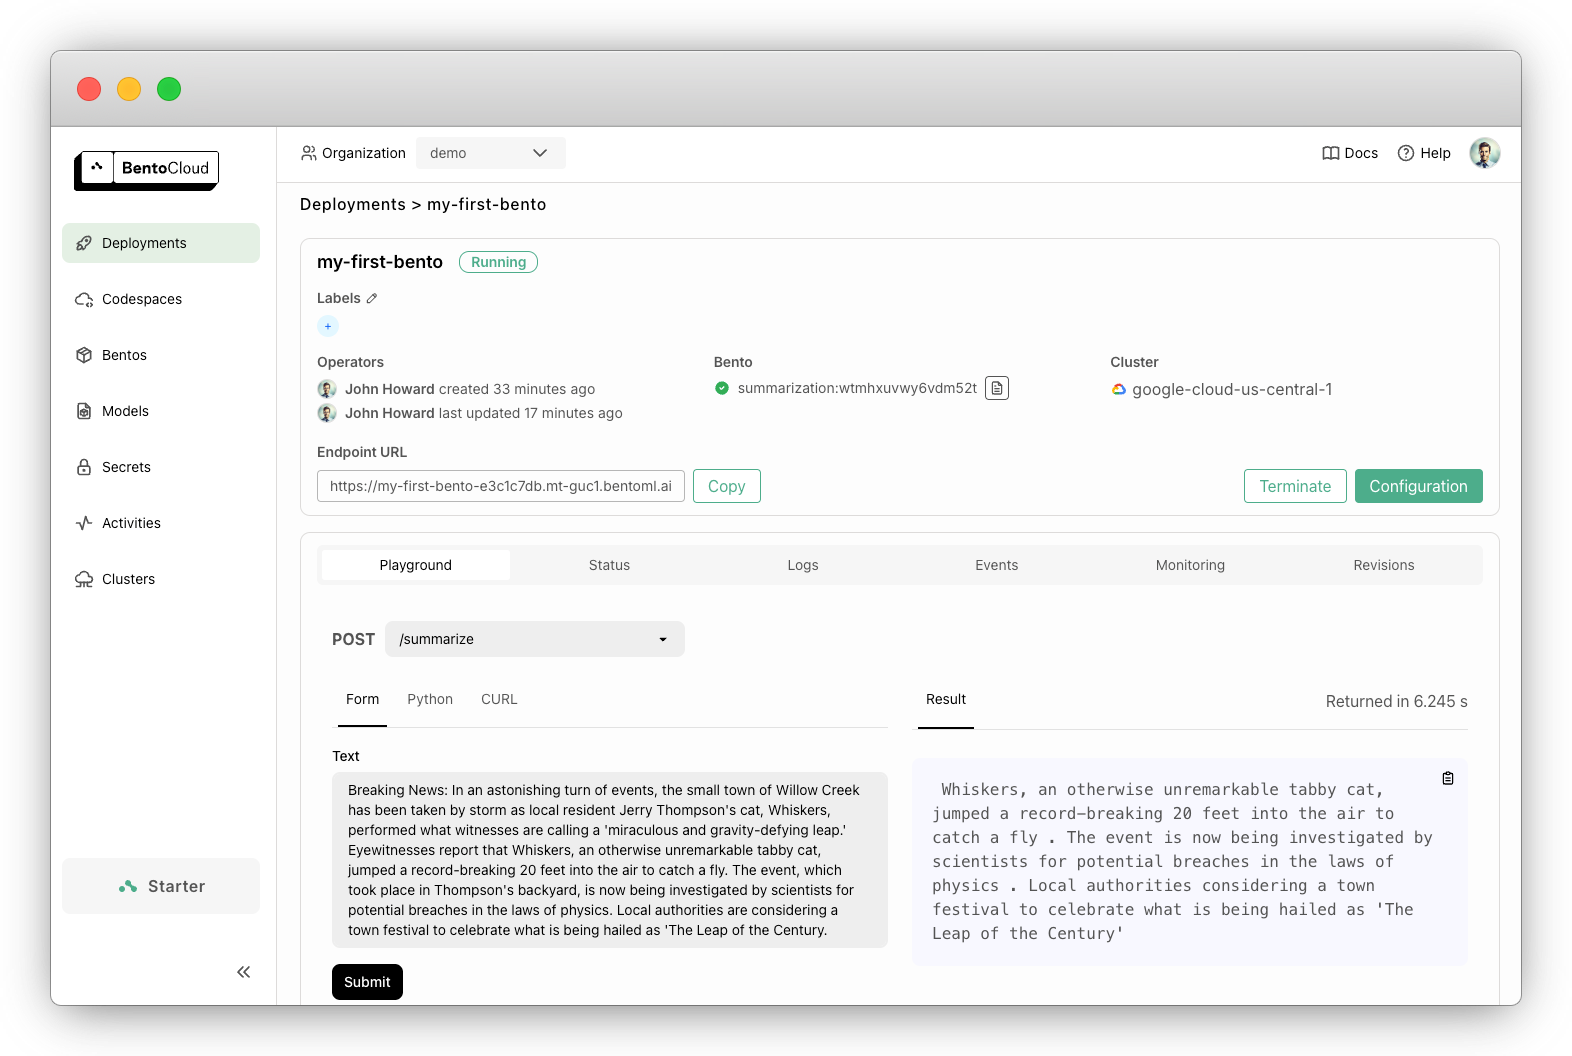 BentoCloud
Organization demo
Docs Help
Deployments
Codespaces
Bentos
Models
Secrets
Activities
Clusters
Starter
Deployments > my-first-bento
my-first-bento Running
Labels
+
Operators
John Howard created 33 minutes ago
John Howard last updated 17 minutes ago
Bento
summarization:wtmhxuvwy6vdm52t
Cluster
google-cloud-us-central-1
Endpoint URL
https://my-first-bento-e3c1c7db.mt-guc1.bentoml.ai Copy
Terminate Configuration
Playground Status Logs Events Monitoring Revisions
POST /summarize
Form Python CURL
Text
Breaking News: In an astonishing turn of events, the small town of Willow Creek
has been taken by storm as local resident Jerry Thompson's cat, Whiskers,
performed what witnesses are calling a 'miraculous and gravity-defying leap.'
Eyewitnesses report that Whiskers, an otherwise unremarkable tabby cat,
jumped a record-breaking 20 feet into the air to catch a fly. The event, which
took place in Thompson's backyard, is now being investigated by scientists for
potential breaches in the laws of physics. Local authorities are considering a
town festival to celebrate what is being hailed as 'The Leap of the Century.
Submit
Result Returned in 6.245 s
Whiskers, an otherwise unremarkable tabby cat,
jumped a record-breaking 20 feet into the air to
catch a fly . The event is now being investigated by
scientists for potential breaches in the laws of
physics . Local authorities considering a town
festival to celebrate what is being hailed as 'The
Leap of the Century'